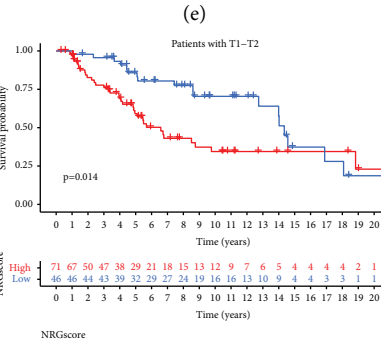 (e)
Patients with T1–T2
Survival probability
1.00
0.75
0.50
0.25
0.00
p=0.014
0 1 2 3 4 5 6 7 8 9 10 11 12 13 14 15 16 17 18 19 20
Time (years)
NRGscore
High 71 67 50 47 38 29 21 18 15 13 12 9 7 6 5 4 4 4 4 2 1
Low 46 46 44 43 39 32 29 27 24 19 16 16 13 10 9 4 4 3 3 1 1
0 1 2 3 4 5 6 7 8 9 10 11 12 13 14 15 16 17 18 19 20
Time (years)
NRGscore